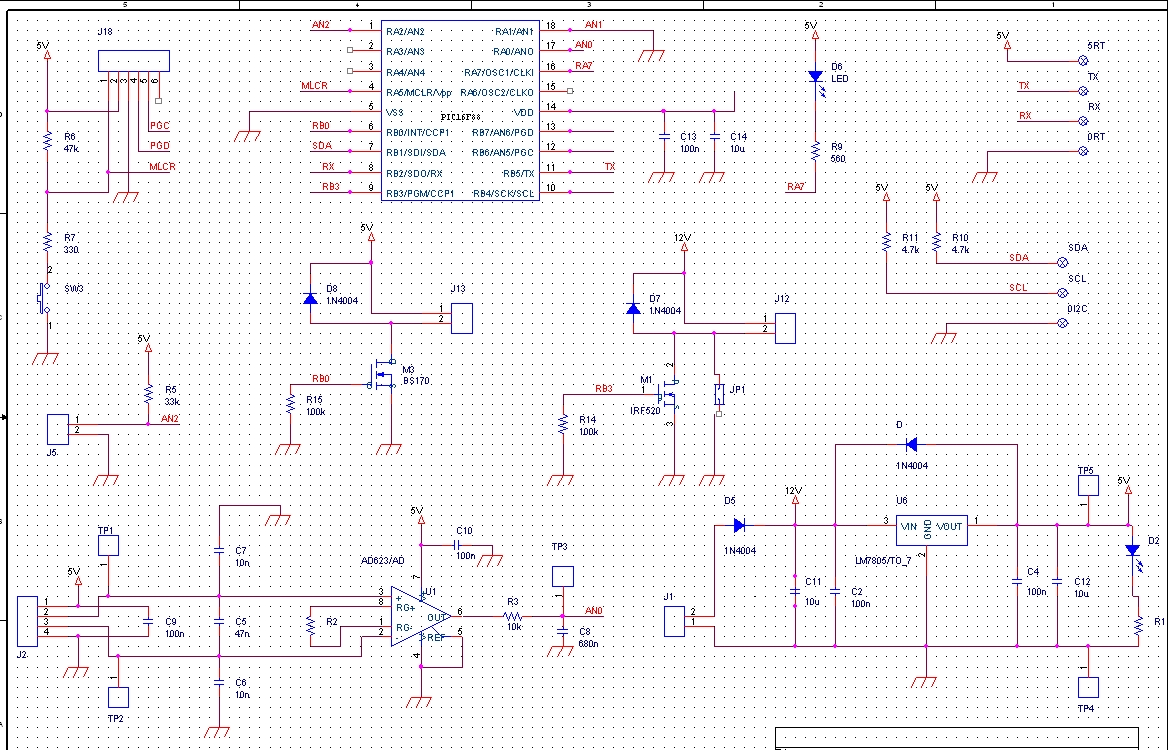 5 4 3 2 1
J18
5V
1 2 3 4 5 6
R6
47k
PGC
PGD
MLCR
R7
330
2
SW3
1
AN2 1 RA2/AN2 RA1/AN1 18 AN1
2 RA3/AN3 RA0/AN0 17 AN0
3 RA4/AN4 RA7/OSC1/CLKI 16 RA7
MLCR 4 RA5/MCLR/Vpp RA6/OSC2/CLKO 15
5 VSS VDD 14
PIC16F88
RB0 6 RB0/INT/CCP1 RB7/AN6/PGD 13
SDA 7 RB1/SDI/SDA RB6/AN5/PGC 12
RX 8 RB2/SDO/RX RB5/TX 11 TX
RB3 9 RB3/PGM/CCP1 RB4/SCK/SCL 10
C13
100n
C14
10u
5V
D6
LED
R9
560
RA7
5V
5RT
TX TX
RX RX
0RT
5V 5V
R11
4.7k
R10
4.7k
SDA SDA
SCL SCL
0I2C
5V
D8
1N4004
J13
1
2
M3
BS170
RB0
R15
100k
12V
D7
1N4004
J12
1
2
2
M1
1
IRF520
3
RB3
R14
100k
JP1
5V
R5
33k
AN2
J5
1
2
D
1N4004
TP5
1
5V
12V
D5
1N4004
U6
3 VIN GND VOUT 1
2
LM7805/TO_7
D2
C11
10u
C2
100n
C4
100n
C12
10u
R1
J1
2
1
1
TP4
TP1
1
5V
J2
1
2
3
4
C9
100n
1
TP2
C7
10n
C5
47n
C6
10n
5V
C10
100n
AD623/AD
7
U1
3 +
8 RG+
1 RG-
2 -
OUT 6
REF 5
4
R2
R3
10k
TP3
1
AN0
C8
680n